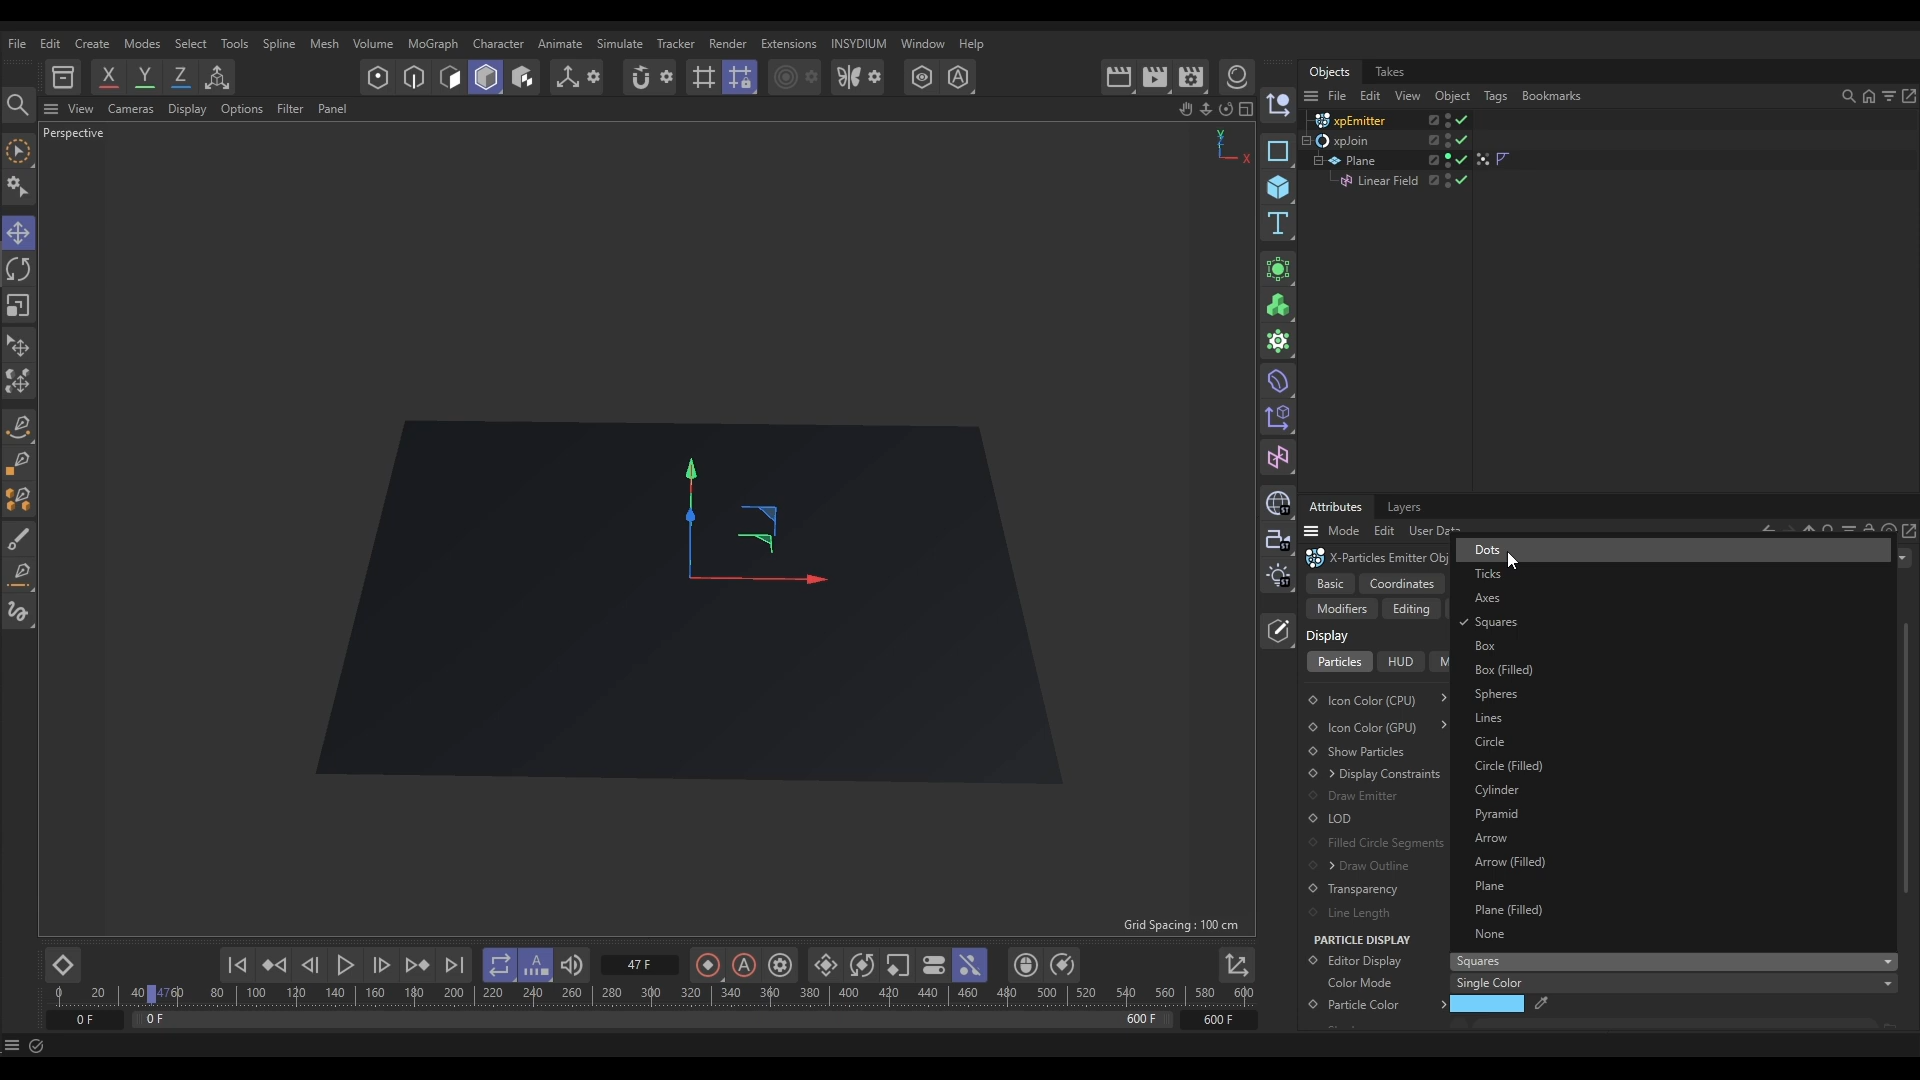 File Edit Create Modes Select Tools Spline Mesh Volume MoGraph Character Animate Simulate Tracker Render Extensions INSYDIUM Window Help
X Y Z
View Cameras Display Options Filter Panel
Perspective
Y
X
Grid Spacing : 100 cm
Objects Takes
File Edit View Object Tags Bookmarks
xpEmitter
xpJoin
Plane
Linear Field
Attributes Layers
Mode Edit User Data
X-Particles Emitter Obj
Basic Coordinates
Modifiers Editing
Display
Particles HUD M
Icon Color (CPU)
Icon Color (GPU)
Show Particles
Display Constraints
Draw Emitter
LOD
Filled Circle Segments
Draw Outline
Transparency
Line Length
PARTICLE DISPLAY
Editor Display Squares
Color Mode Single Color
Particle Color
Dots
Ticks
Axes
Squares
Box
Box (Filled)
Spheres
Lines
Circle
Circle (Filled)
Cylinder
Pyramid
Arrow
Arrow (Filled)
Plane
Plane (Filled)
None
47 F
0 20 40 47 60 80 100 120 140 160 180 200 220 240 260 280 300 320 340 360 380 400 420 440 460 480 500 520 540 560 580 600
0 F 0 F 600 F 600 F